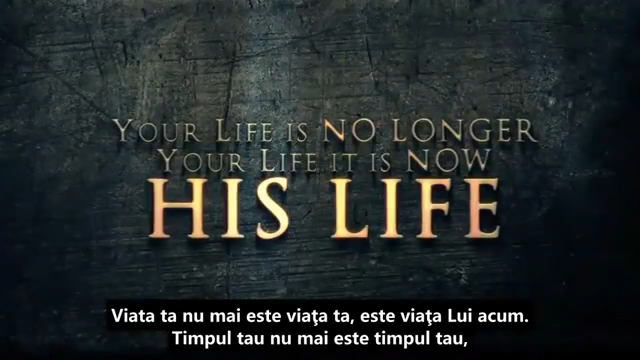 YOUR LIFE IS NO LONGER
YOUR LIFE IT IS NOW
HIS LIFE
Viata ta nu mai este viaţa ta, este viaţa Lui acum.
Timpul tau nu mai este timpul tau,